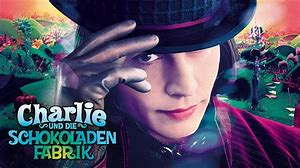 Charlie
UND DIE
SCHOKOLADEN
FABRIK